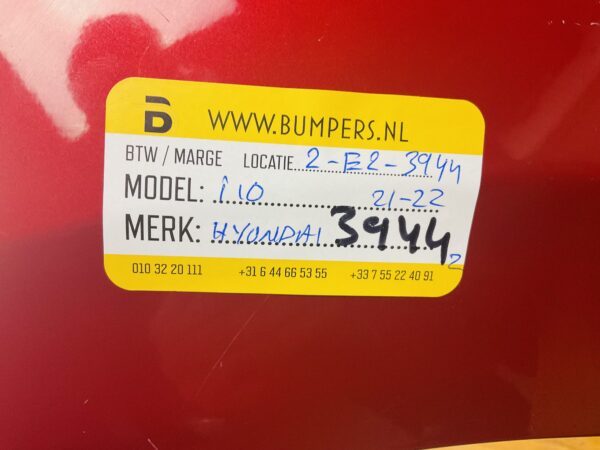 WWW.BUMPERS.NL
BTW / MARGE LOCATIE 2-E2-3944
MODEL: i10 21-22
MERK: HYUNDAI 3944 2
010 32 20 111 +31 6 44 66 53 55 +33 7 55 22 40 91